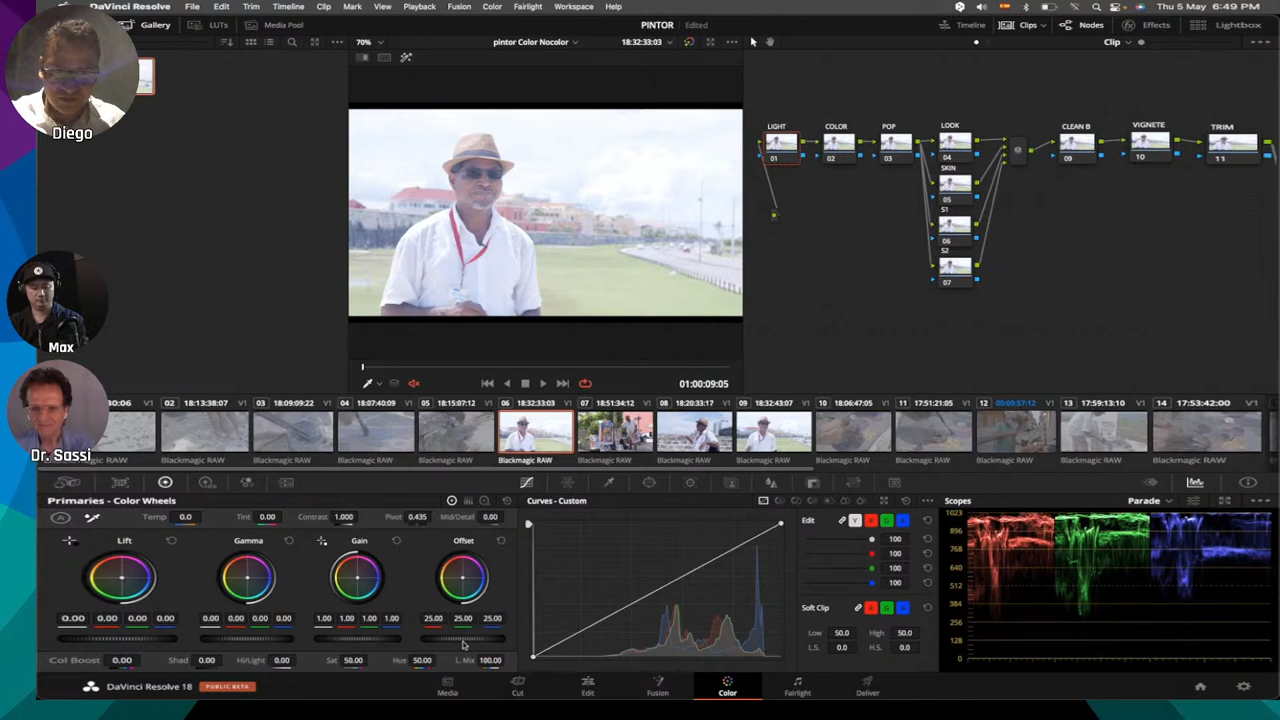 DaVinci Resolve File Edit Trim Timeline Clip Mark View Playback Fusion Color Fairlight Workspace Help
Thu 5 May 6:49 PM
Gallery LUTs Media Pool PINTOR Edited Timeline Clips Nodes Effects Lightbox
70% pintor Color Nocolor 18:32:33:03 Clip
Diego
LIGHT COLOR POP LOOK CLEAN B VIGNETE TRIM
01 02 03 04 09 10 11
SKIN
05
S1
06
S2
07
Max
01:00:09:05
V1 02 18:13:38:07 V1 03 18:09:09:22 V1 04 18:07:40:09 V1 05 18:15:07:12 V1 06 18:32:33:03 V1 07 18:51:34:12 V1 08 18:20:33:17 V1 09 18:32:43:07 V1 10 18:06:47:05 V1 11 17:51:21:05 V1 12 00:09:57:12 V1 13 17:59:13:10 V1 14 17:53:42:00 V1
Dr. Sassi
Blackmagic RAW Blackmagic RAW Blackmagic RAW Blackmagic RAW Blackmagic RAW Blackmagic RAW Blackmagic RAW Blackmagic RAW Blackmagic RAW Blackmagic RAW Blackmagic RAW Blackmagic RAW Blackmagic RAW
Primaries - Color Wheels Curves - Custom Scopes Parade
Temp 0.0 Tint 0.00 Contrast 1.000 Pivot 0.435 Mid/Detail 0.00
Edit Y R G B
100
100
100
100
Lift Gamma Gain Offset
0.00 0.00 0.00 0.00 0.00 0.00 0.00 0.00 1.00 1.00 1.00 1.00 25.00 25.00 25.00
Soft Clip R G B
Low 50.0 High 50.0
L.S. 0.0 H.S. 0.0
Col Boost 0.00 Shad 0.00 Hi/Light 0.00 Sat 50.00 Hue 50.00 L. Mix 100.00
1023
896
768
640
512
384
256
128
0
DaVinci Resolve 18 PUBLIC BETA Media Cut Edit Fusion Color Fairlight Deliver